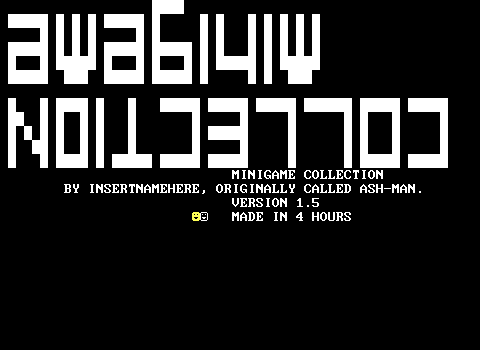 MINIGAME
COLLECTION
MINIGAME COLLECTION
BY INSERTNAMEHERE, ORIGINALLY CALLED ASH-MAN.
VERSION 1.5
MADE IN 4 HOURS